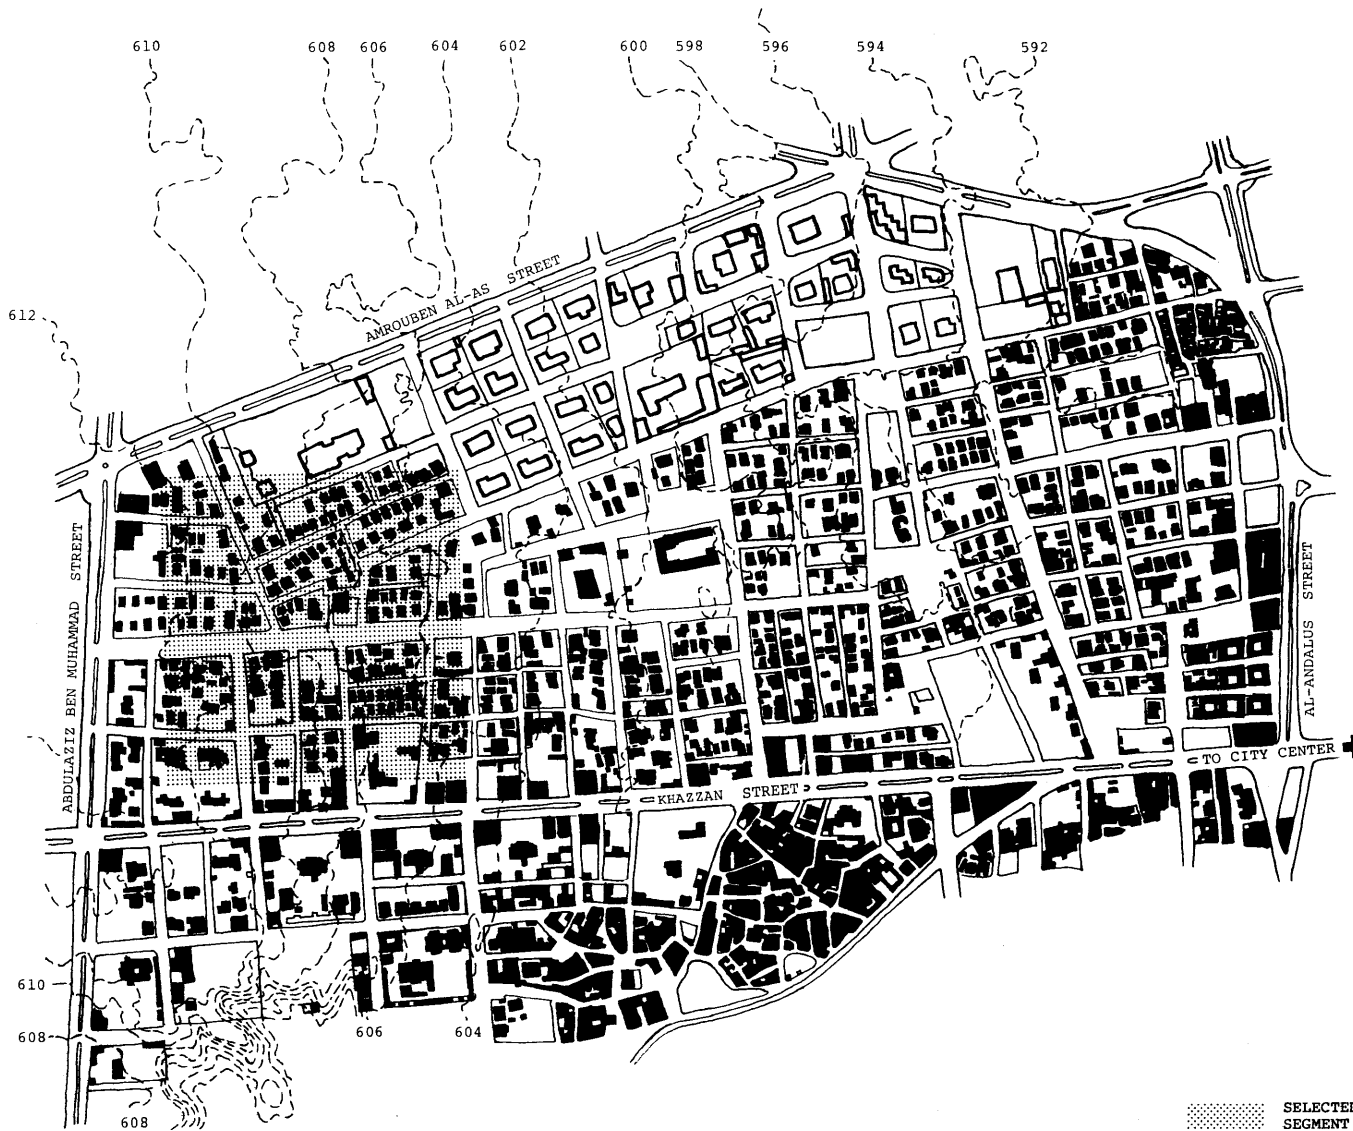 610
608
606
604
602
600
598
596
594
592
612
AMROUBEN AL-AS STREET
ABDULAZIZ BEN MUHAMMAD STREET
AL-ANDALUS STREET
TO CITY CENTER
KHAZZAN STREET
610
608
606
604
608
SELECTED
SEGMENT